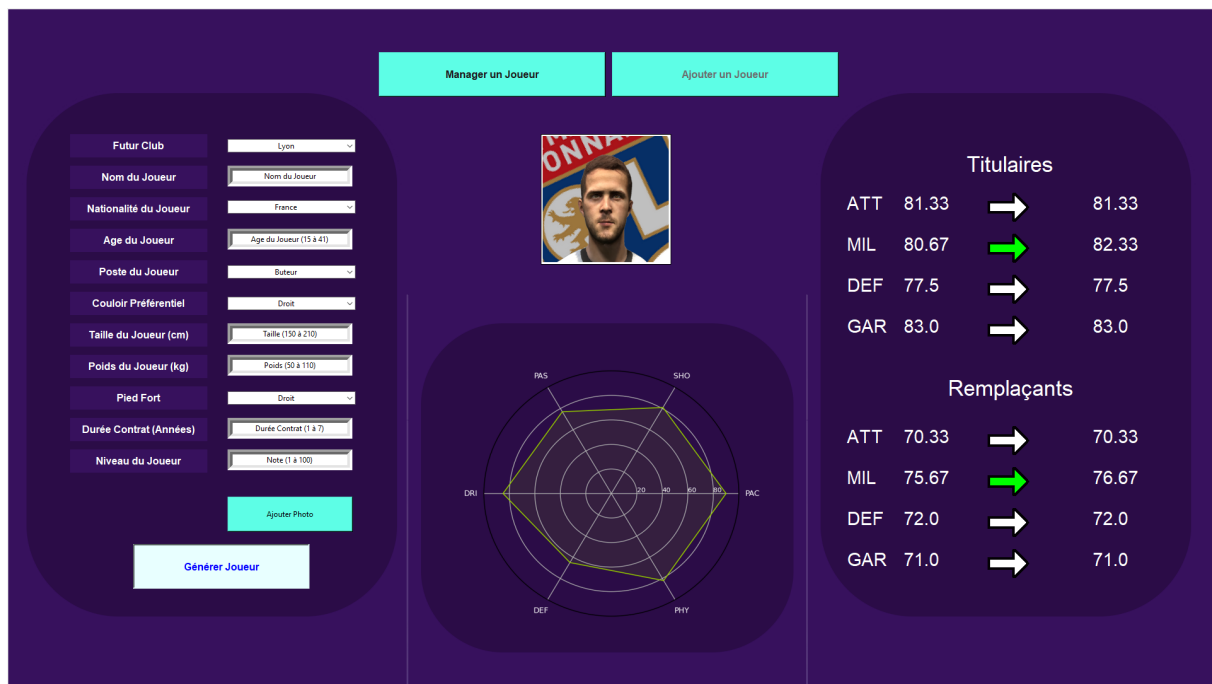 Manager un Joueur
Ajouter un Joueur
Futur Club
Lyon
Nom du Joueur
Nom du Joueur
Nationalité du Joueur
France
Age du Joueur
Age du Joueur (15 à 41)
Poste du Joueur
Buteur
Couloir Préférentiel
Droit
Taille du Joueur (cm)
Taille (150 à 210)
Poids du Joueur (kg)
Poids (50 à 110)
Pied Fort
Droit
Durée Contrat (Années)
Durée Contrat (1 à 7)
Niveau du Joueur
Note (1 à 100)
Ajouter Photo
Générer Joueur
PAS
SHO
DRI
20 40 60 80
PAC
DEF
PHY
Titulaires
ATT 81.33 81.33
MIL 80.67 82.33
DEF 77.5 77.5
GAR 83.0 83.0
Remplaçants
ATT 70.33 70.33
MIL 75.67 76.67
DEF 72.0 72.0
GAR 71.0 71.0